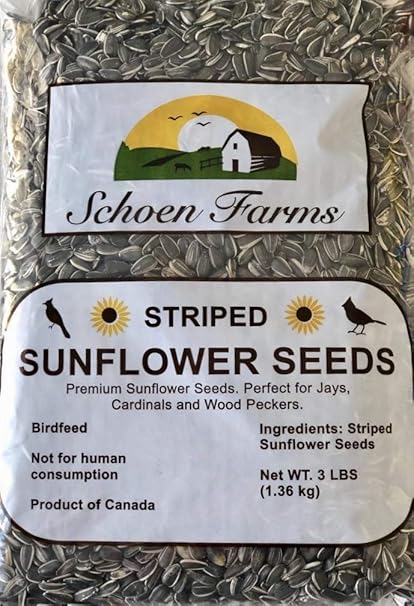 Schoen Farms
STRIPED
SUNFLOWER SEEDS
Premium Sunflower Seeds. Perfect for Jays,
Cardinals and Wood Peckers.
Birdfeed
Not for human
consumption
Product of Canada
Ingredients: Striped
Sunflower Seeds
Net WT. 3 LBS
(1.36 kg)